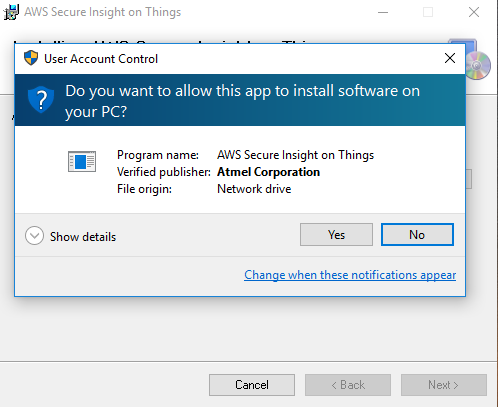 AWS Secure Insight on Things
User Account Control
Do you want to allow this app to install software on
your PC?
Program name: AWS Secure Insight on Things
Verified publisher: Atmel Corporation
File origin: Network drive
Show details
Yes
No
Change when these notifications appear
Cancel
< Back
Next >